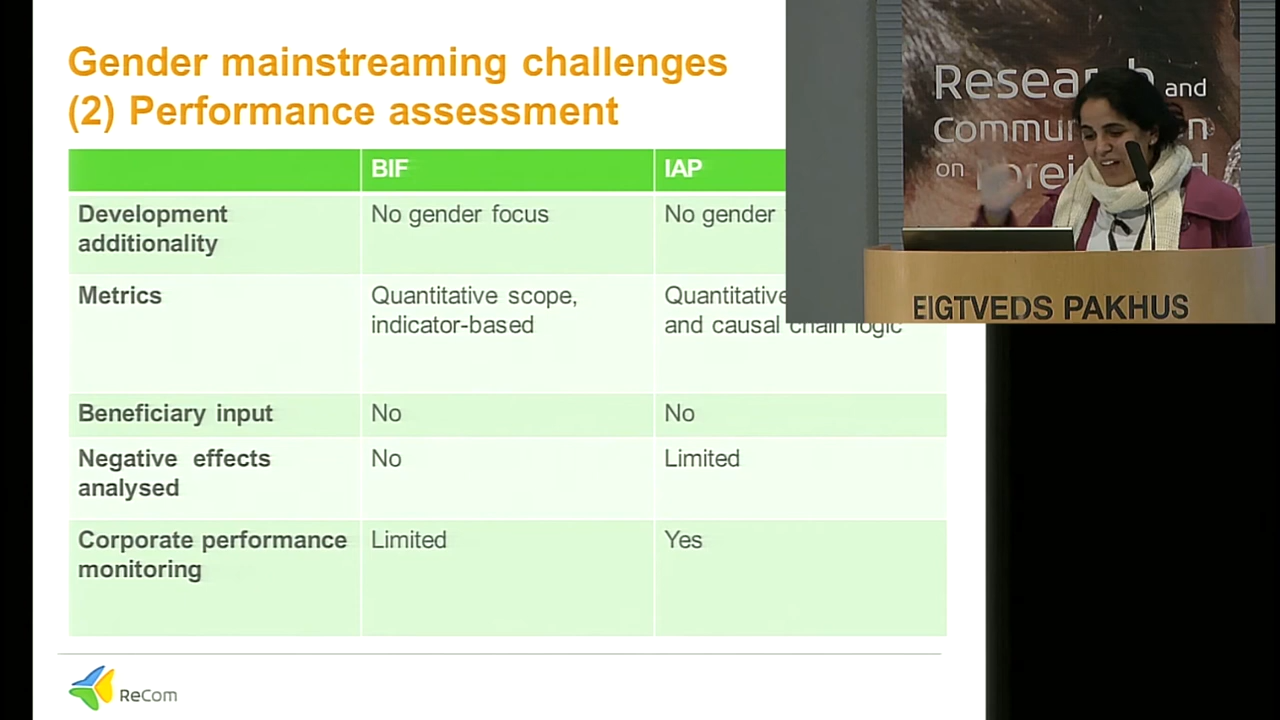 Gender mainstreaming challenges
(2) Performance assessment
BIF
IAP
Development
additionality
No gender focus
No gender
Metrics
Quantitative scope,
indicator-based
Quantitative
and causal chain logic
Beneficiary input
No
No
Negative effects
analysed
No
Limited
Corporate performance
monitoring
Limited
Yes
ReCom
Research and
on
EIGTVEDS PAKHUS